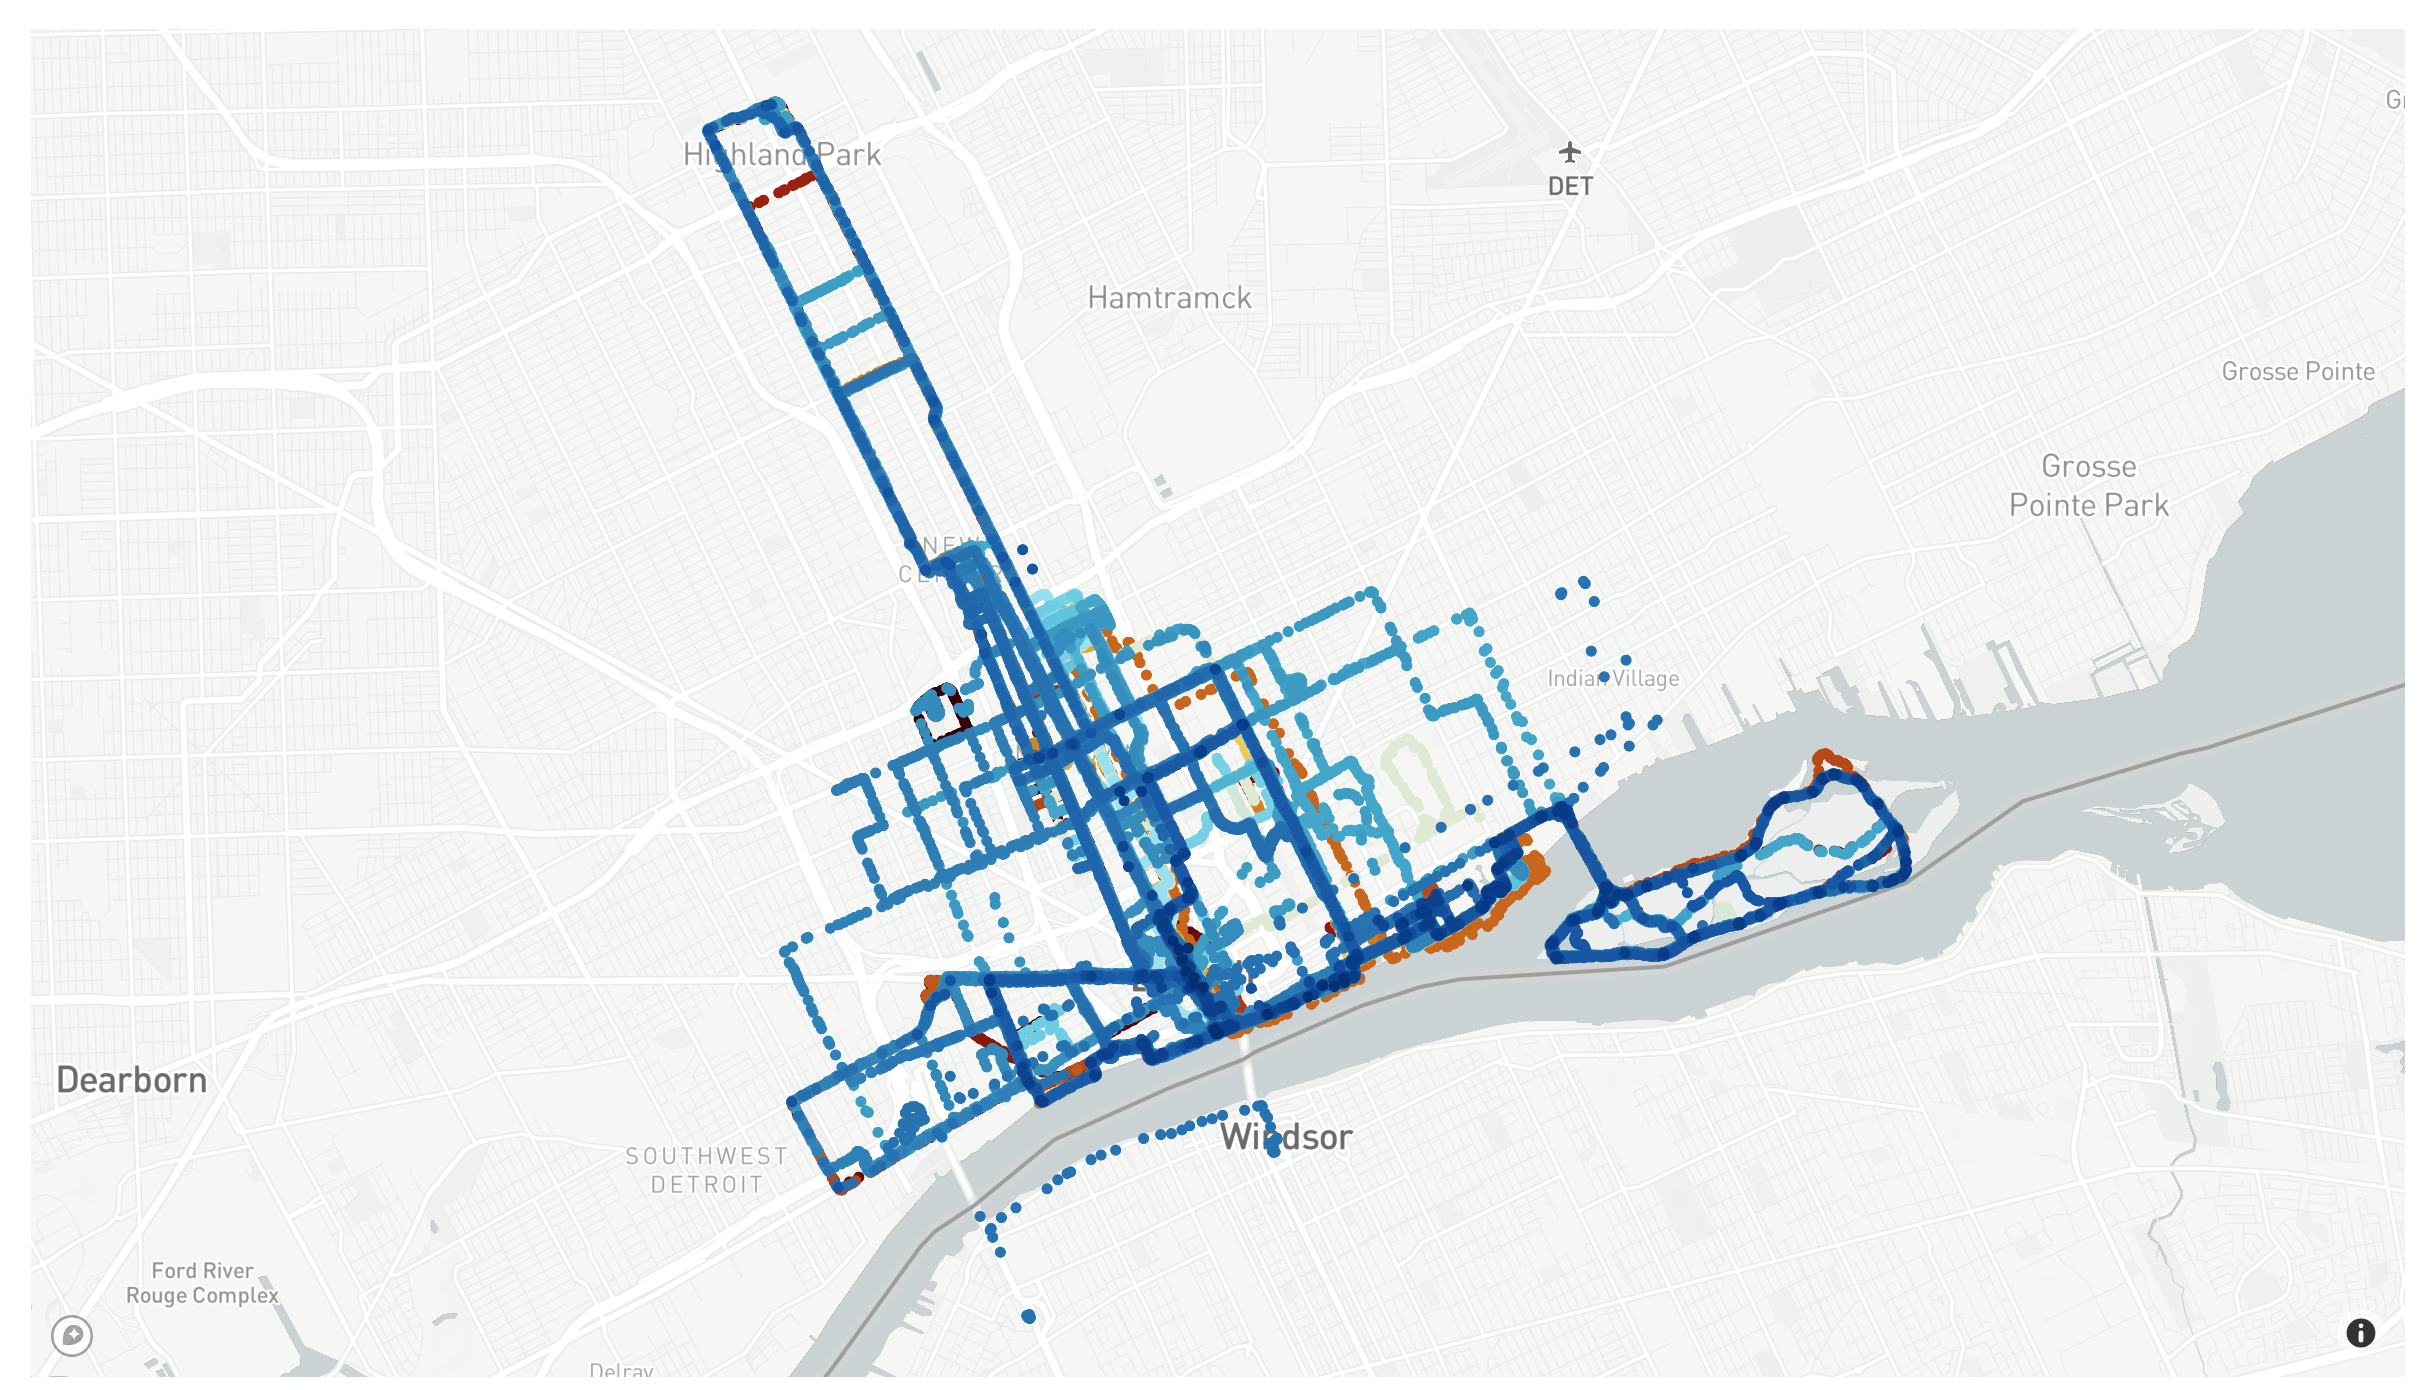 Gr
Highland Park
DET
Hamtramck
Grosse Pointe
Grosse
Pointe Park
NEW
Indian Village
Dearborn
Windsor
SOUTHWEST
DETROIT
Ford River
Rouge Complex
Delray